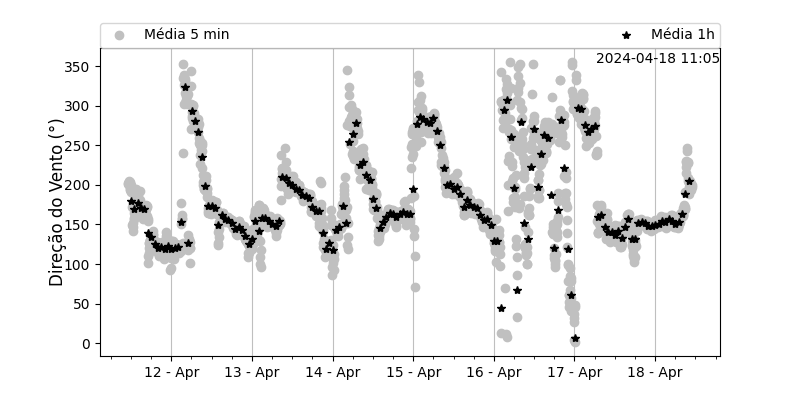 Média 5 min
Média 1h
2024-04-18 11:05
Direção do Vento (°)
350
300
250
200
150
100
50
0
12 - Apr
13 - Apr
14 - Apr
15 - Apr
16 - Apr
17 - Apr
18 - Apr